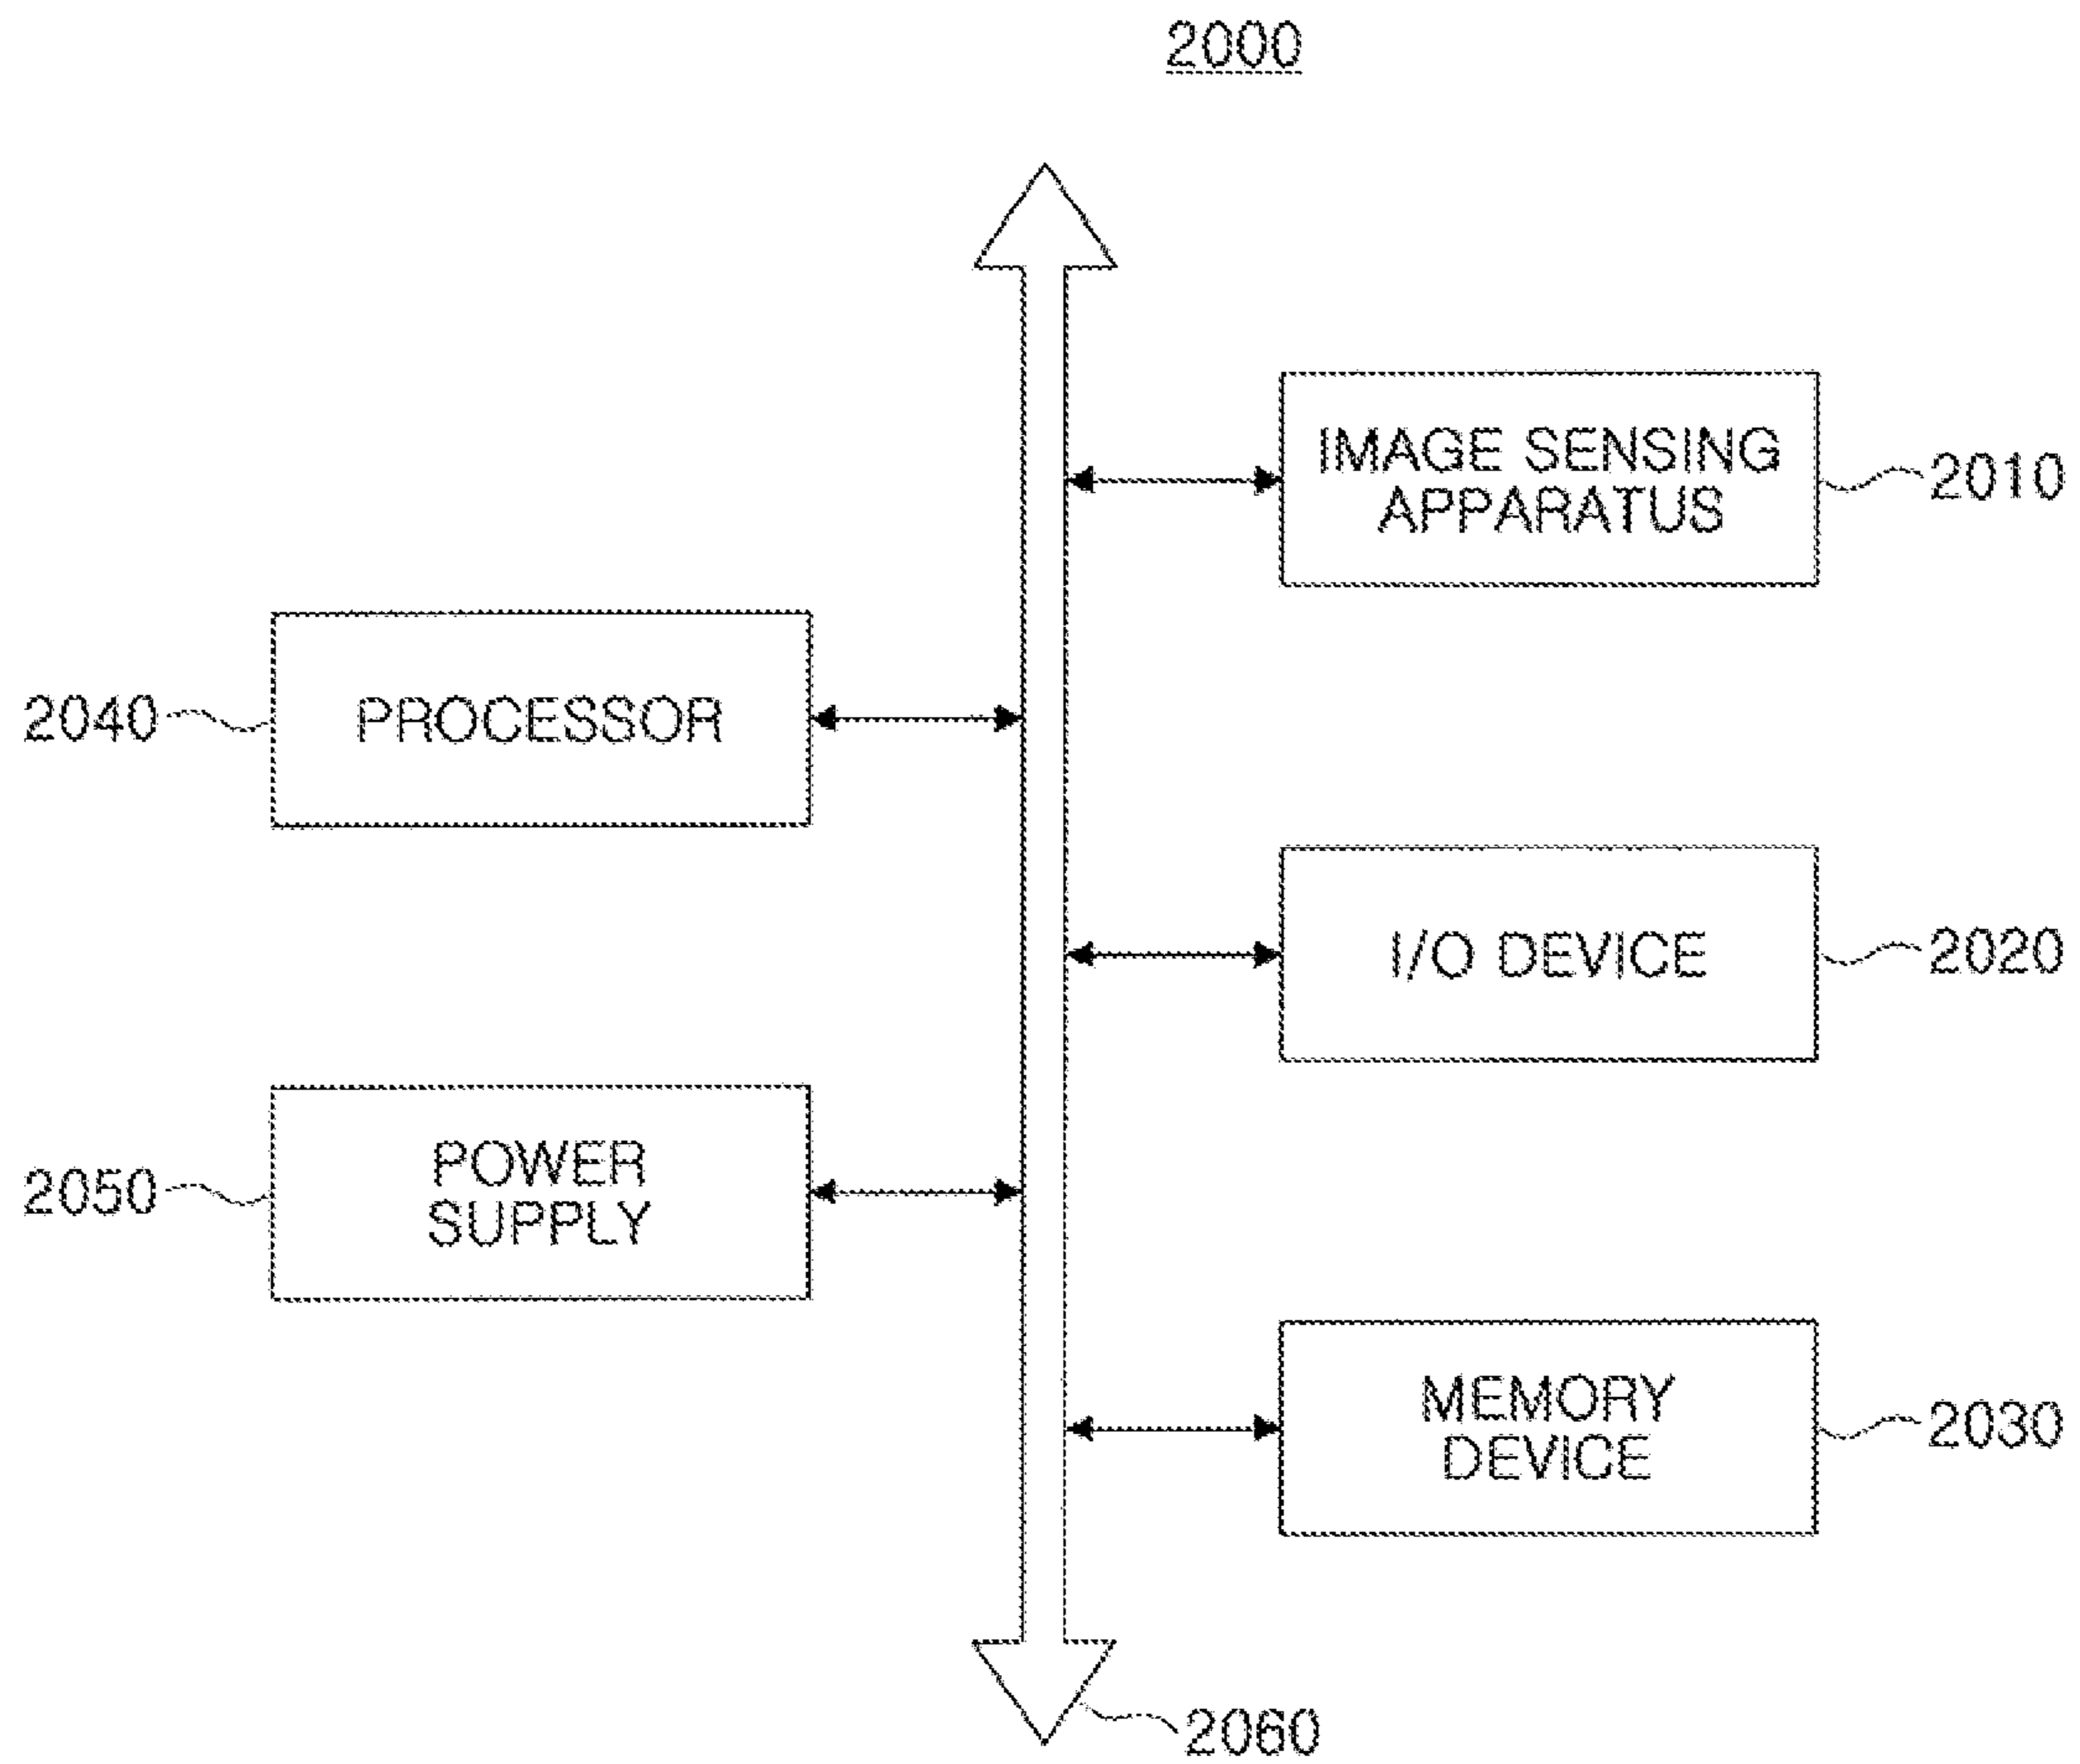 2000
IMAGE SENSING
APPARATUS
2010
2040
PROCESSOR
I/O DEVICE
2020
2050
POWER
SUPPLY
MEMORY
DEVICE
2030
2060